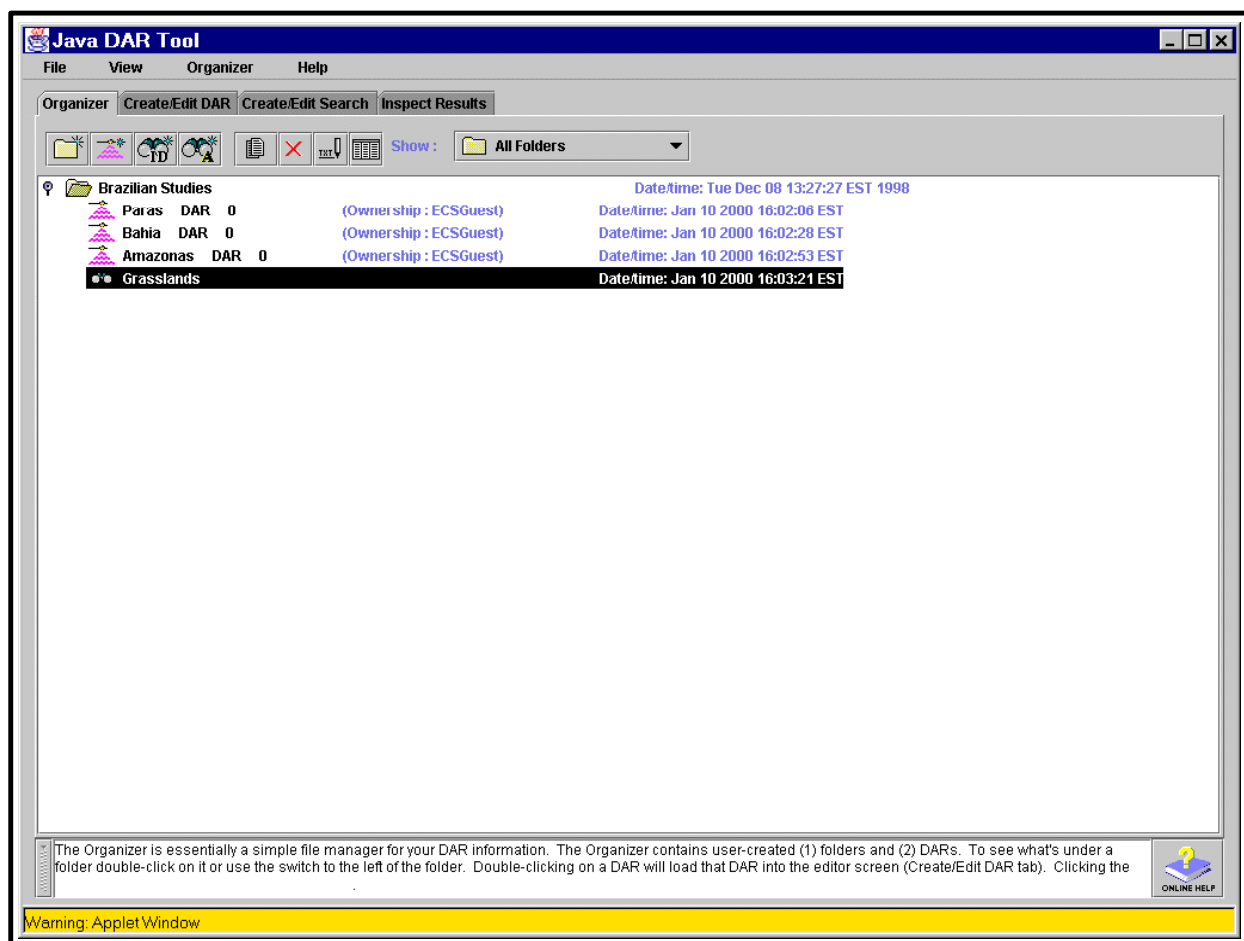 Java DAR Tool
File View Organizer Help
Organizer Create/Edit DAR Create/Edit Search Inspect Results
ID A TXT Show : All Folders
Brazilian Studies Date/time: Tue Dec 08 13:27:27 EST 1998
Paras DAR 0 (Ownership : ECSGuest) Date/time: Jan 10 2000 16:02:06 EST
Bahia DAR 0 (Ownership : ECSGuest) Date/time: Jan 10 2000 16:02:28 EST
Amazonas DAR 0 (Ownership : ECSGuest) Date/time: Jan 10 2000 16:02:53 EST
Grasslands Date/time: Jan 10 2000 16:03:21 EST
The Organizer is essentially a simple file manager for your DAR information. The Organizer contains user-created (1) folders and (2) DARs. To see what's under a
folder double-click on it or use the switch to the left of the folder. Double-clicking on a DAR will load that DAR into the editor screen (Create/Edit DAR tab). Clicking the
ONLINE HELP
Warning: Applet Window